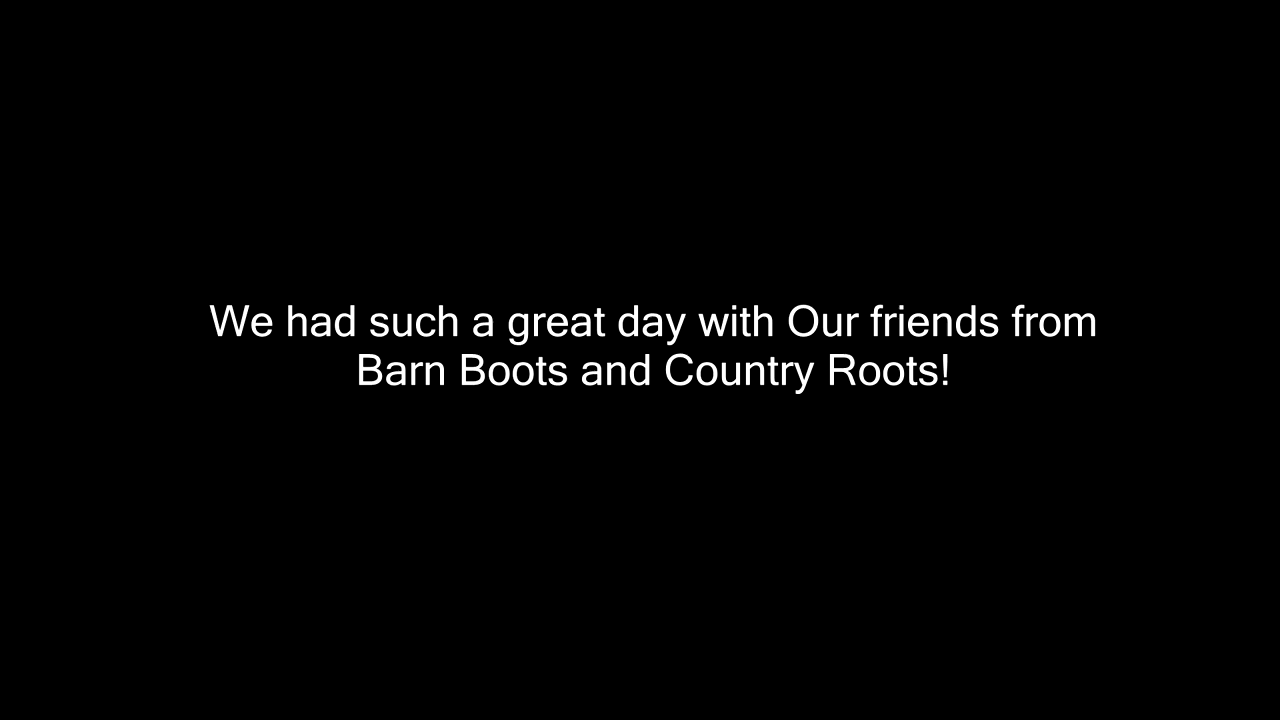 We had such a great day with Our friends from
Barn Boots and Country Roots!